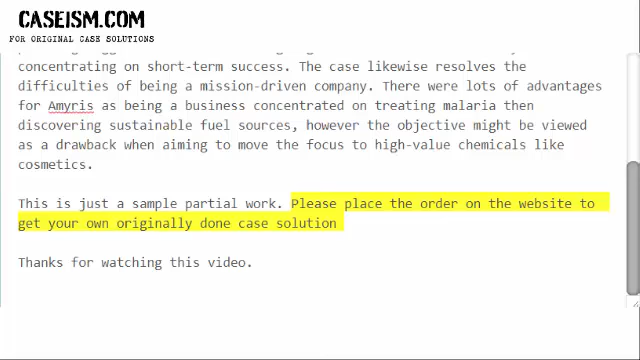 CASEISM.COM
FOR ORIGINAL CASE SOLUTIONS
concentrating on short-term success. The case likewise resolves the
difficulties of being a mission-driven company. There were lots of advantages
for Amyris as being a business concentrated on treating malaria then
discovering sustainable fuel sources, however the objective might be viewed
as a drawback when aiming to move the focus to high-value chemicals like
cosmetics.
This is just a sample partial work. Please place the order on the website to
get your own originally done case solution
Thanks for watching this video.